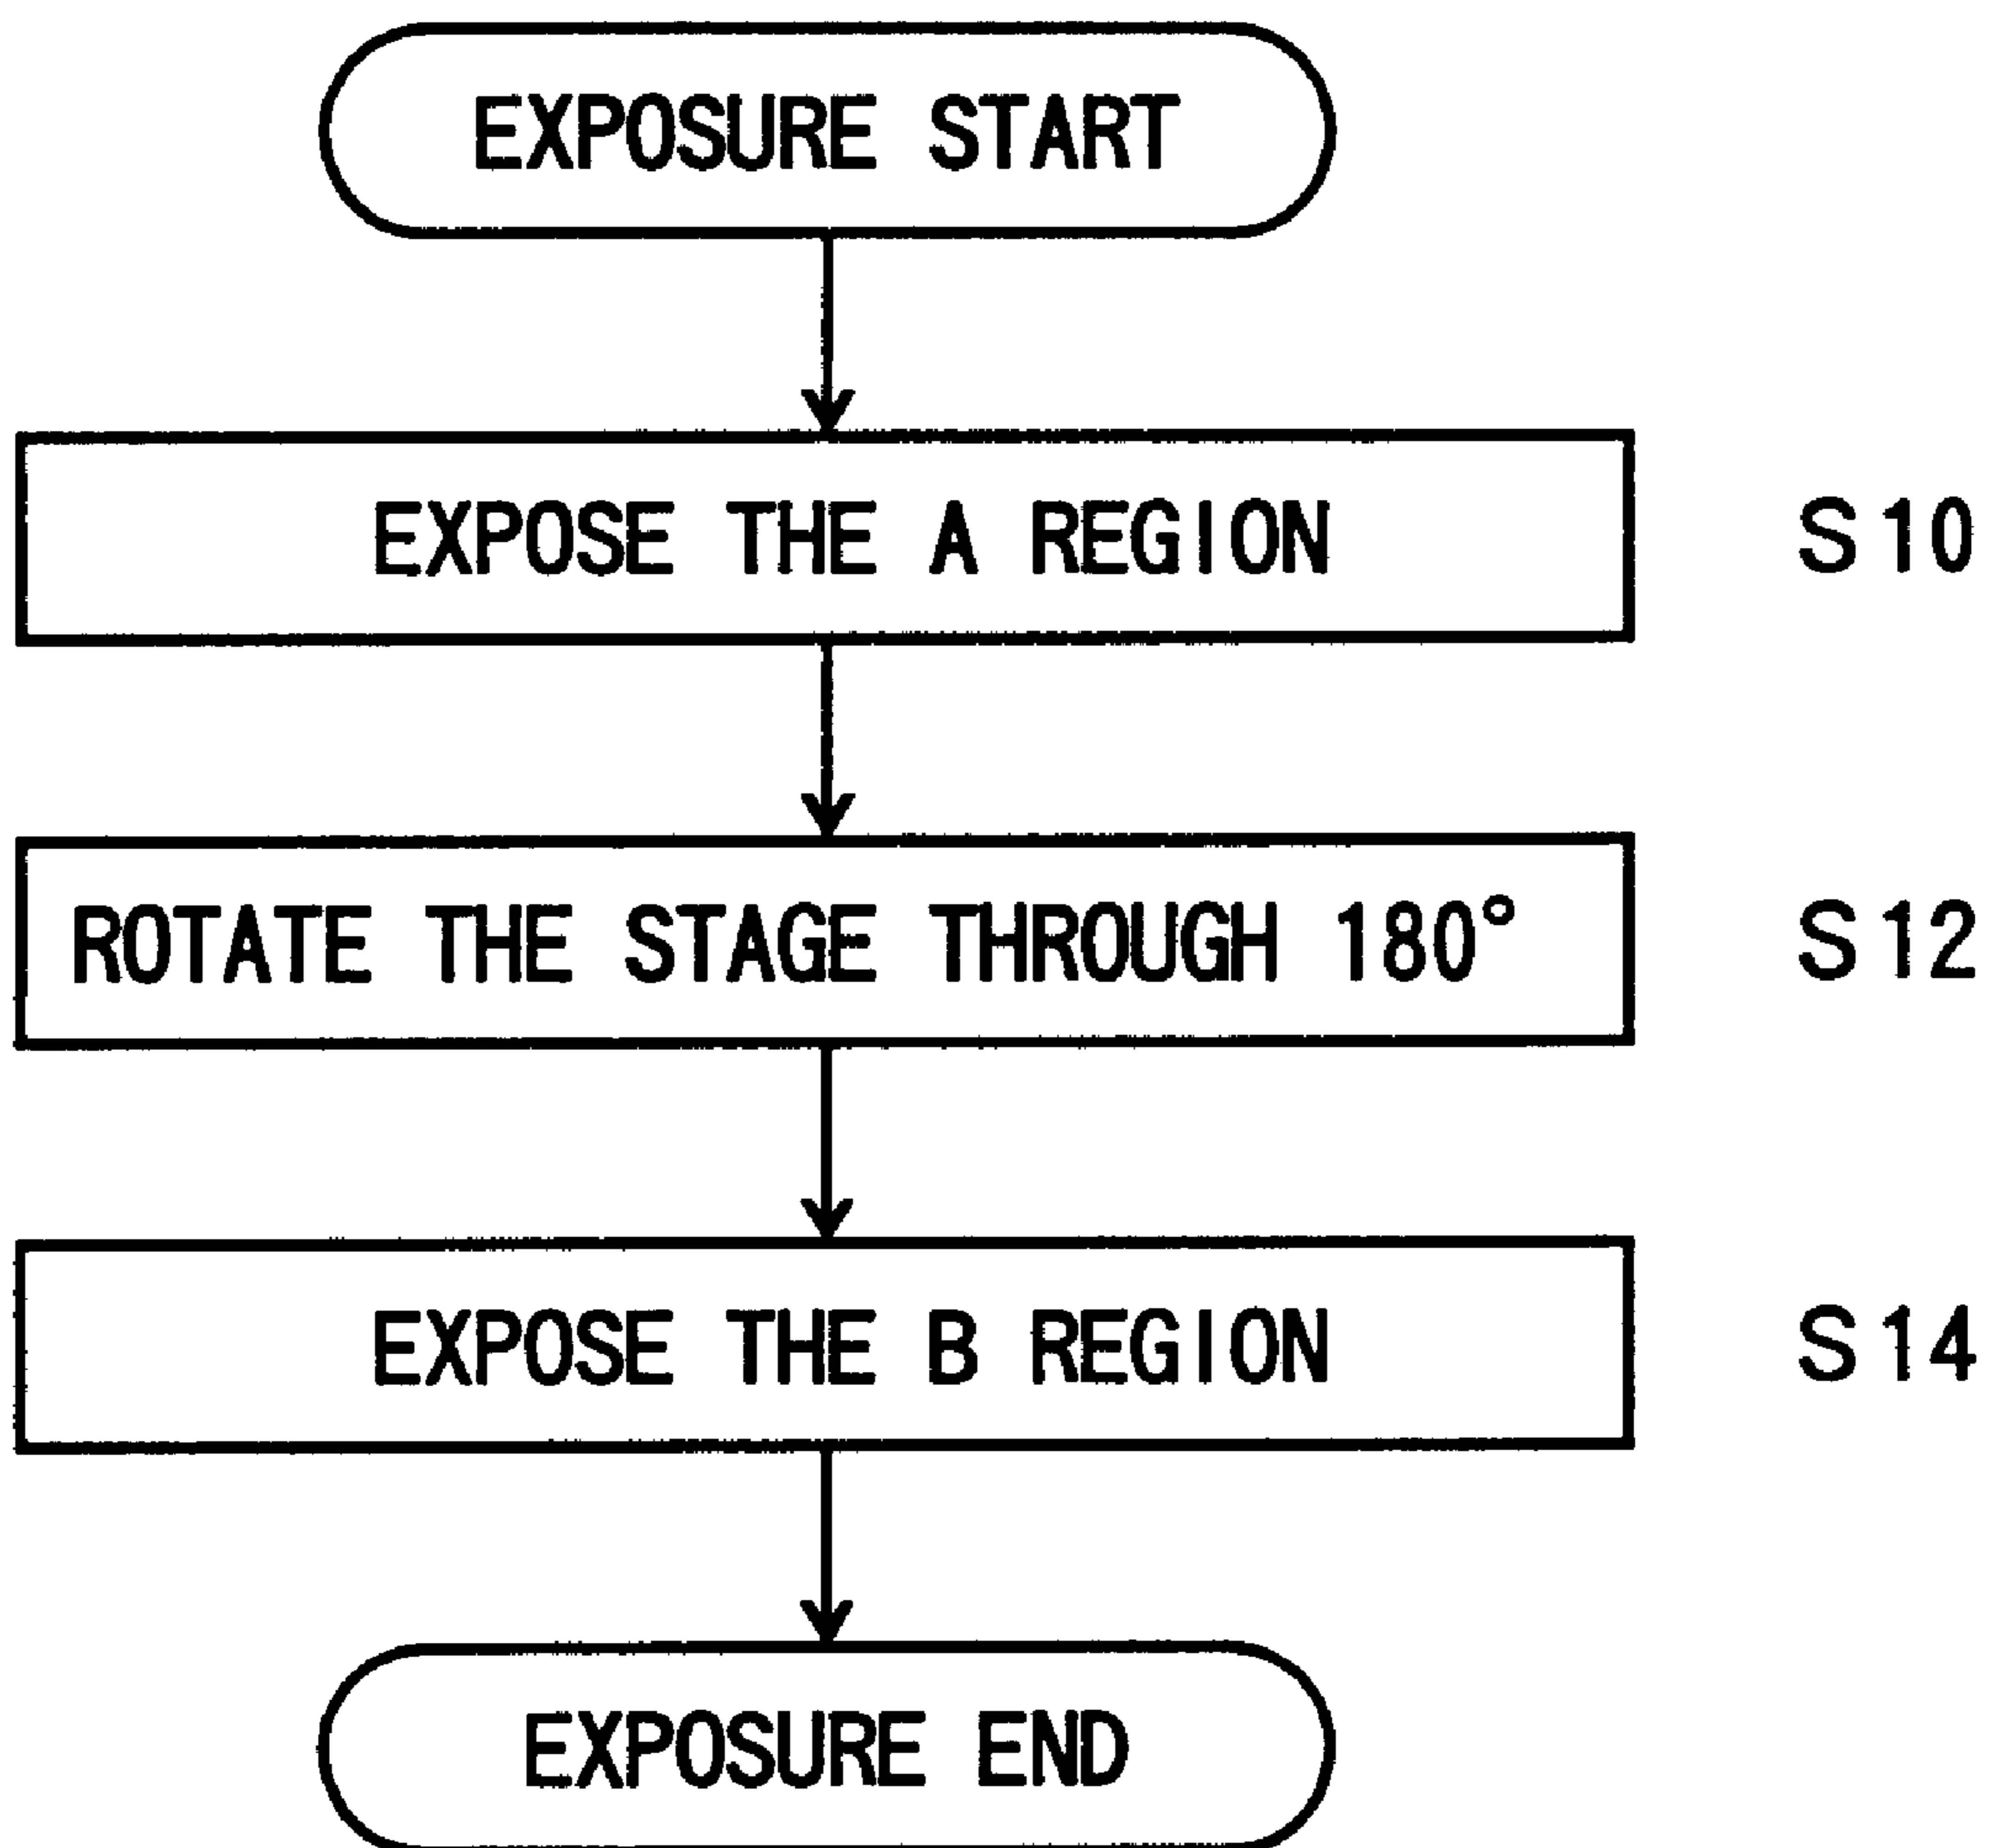 EXPOSURE START
EXPOSE THE A REGION S10
ROTATE THE STAGE THROUGH 180° S12
EXPOSE THE B REGION S14
EXPOSURE END